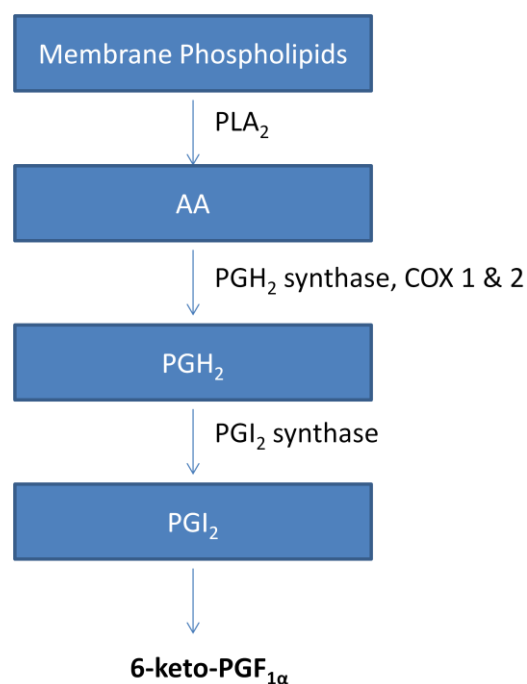 Membrane Phospholipids
PLA₂
AA
PGH₂ synthase, COX 1 & 2
PGH₂
PGI₂ synthase
PGI₂
6-keto-PGF₁α